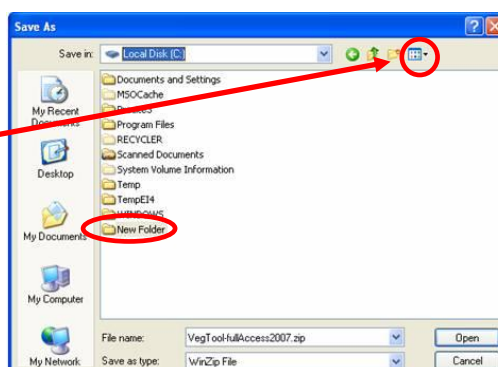 Save As
Save in:
Local Disk (C:)
My Recent
Documents
Desktop
My Documents
My Computer
My Network
Documents and Settings
MSOCache
Program Files
RECYCLER
Scanned Documents
System Volume Information
Temp
TempEI4
WINDOWS
New Folder
File name:
VegTool-fullAccess2007.zip
Open
Save as type:
WinZip File
Cancel